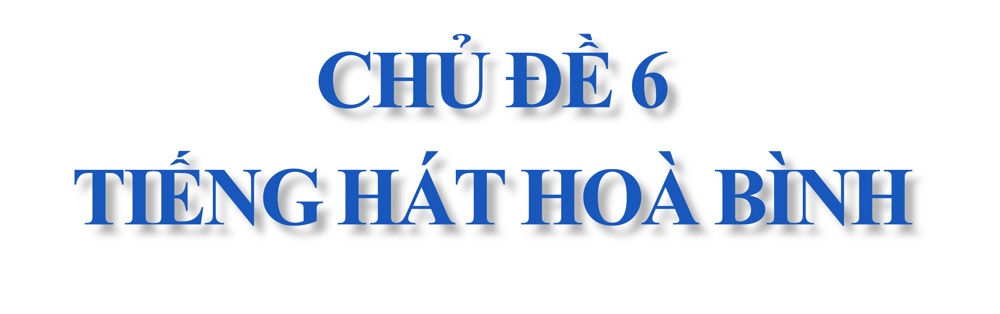 CHỦ ĐỀ 6
TIẾNG HÁT HOÀ BÌNH